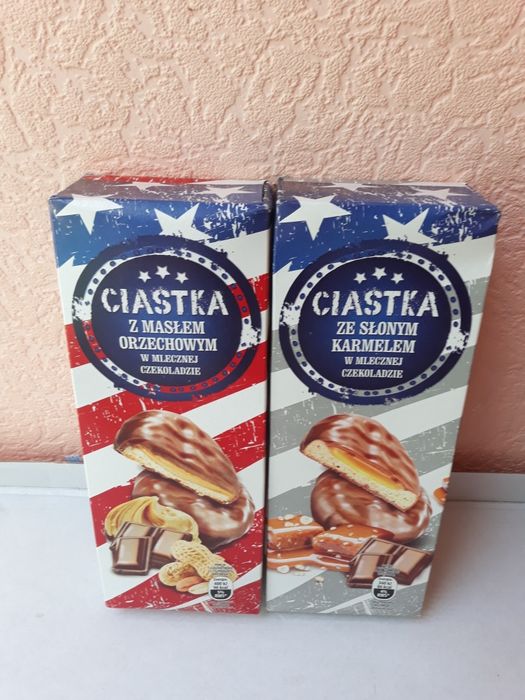 CIASTKA
Z MASŁEM
ORZECHOWYM
W MLECZNEJ
CZEKOLADZIE
CIASTKA
ZE SŁONYM
KARMELEM
W MLECZNEJ
CZEKOLADZIE